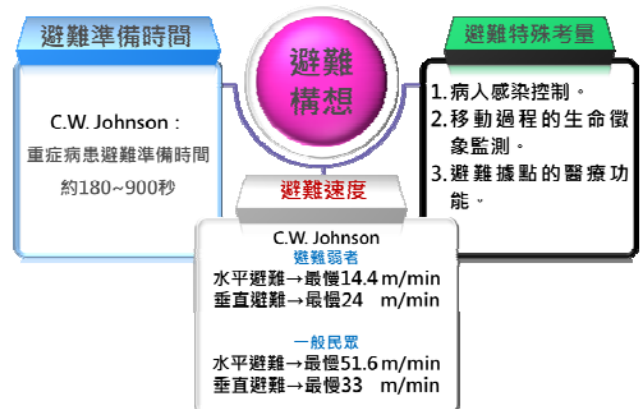 避難準備時間
C.W. Johnson：
重症病患避難準備時間
約180~900秒
避難
構想
避難特殊考量
1.病人感染控制。
2.移動過程的生命徵
象監測。
3.避難據點的醫療功
能。
避難速度
C.W. Johnson
避難弱者
水平避難→最慢14.4 m/min
垂直避難→最慢24 m/min
一般民眾
水平避難→最慢51.6 m/min
垂直避難→最慢33 m/min